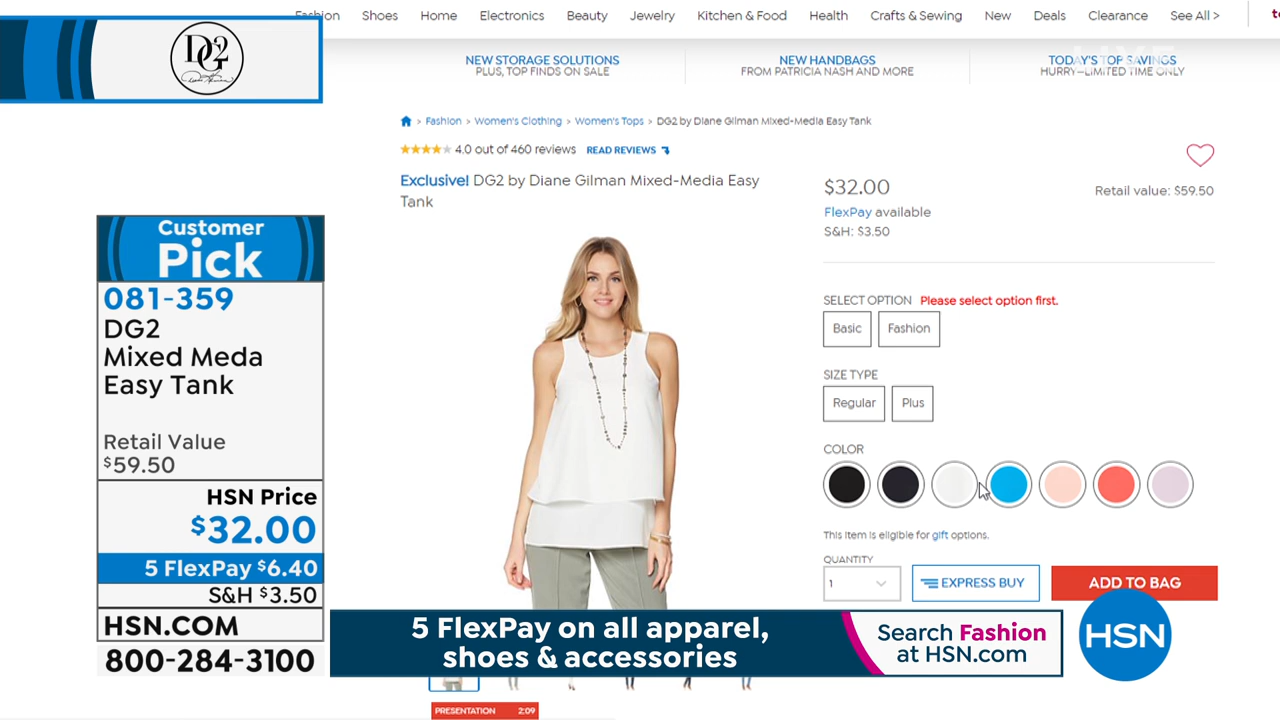 Fashion Shoes Home Electronics Beauty Jewelry Kitchen & Food Health Crafts & Sewing New Deals Clearance See All >
DG2
LIVE
NEW STORAGE SOLUTIONS
PLUS, TOP FINDS ON SALE
NEW HANDBAGS
FROM PATRICIA NASH AND MORE
TODAY'S TOP SAVINGS
HURRY—LIMITED TIME ONLY
> Fashion > Women's Clothing > Women's Tops > DG2 by Diane Gilman Mixed-Media Easy Tank
4.0 out of 460 reviews READ REVIEWS
Exclusive! DG2 by Diane Gilman Mixed-Media Easy
Tank
$32.00
Retail value: $59.50
FlexPay available
S&H: $3.50
SELECT OPTION Please select option first.
Basic Fashion
SIZE TYPE
Regular Plus
COLOR
This item is eligible for gift options.
QUANTITY
1
EXPRESS BUY
ADD TO BAG
Customer
Pick
081-359
DG2
Mixed Meda
Easy Tank
Retail Value
$59.50
HSN Price
$32.00
5 FlexPay $6.40
S&H $3.50
HSN.COM
800-284-3100
5 FlexPay on all apparel,
shoes & accessories
Search Fashion
at HSN.com
HSN
PRESENTATION 2:09